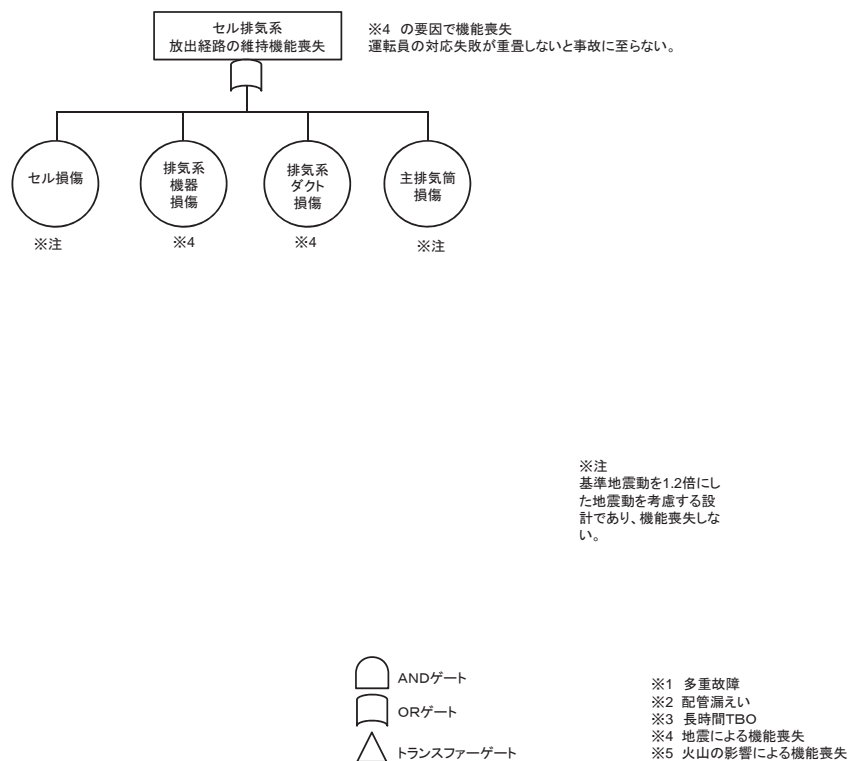 セル排気系
放出経路の維持機能喪失
※4 の要因で機能喪失
運転員の対応失敗が重畳しないと事故に至らない。
セル損傷
排気系
機器
損傷
排気系
ダクト
損傷
主排気筒
損傷
※注
※4
※4
※注
※注
基準地震動を1.2倍にし
た地震動を考慮する設
計であり、機能喪失しな
い。
ANDゲート
ORゲート
トランスファーゲート
※1 多重故障
※2 配管漏えい
※3 長時間TBO
※4 地震による機能喪失
※5 火山の影響による機能喪失